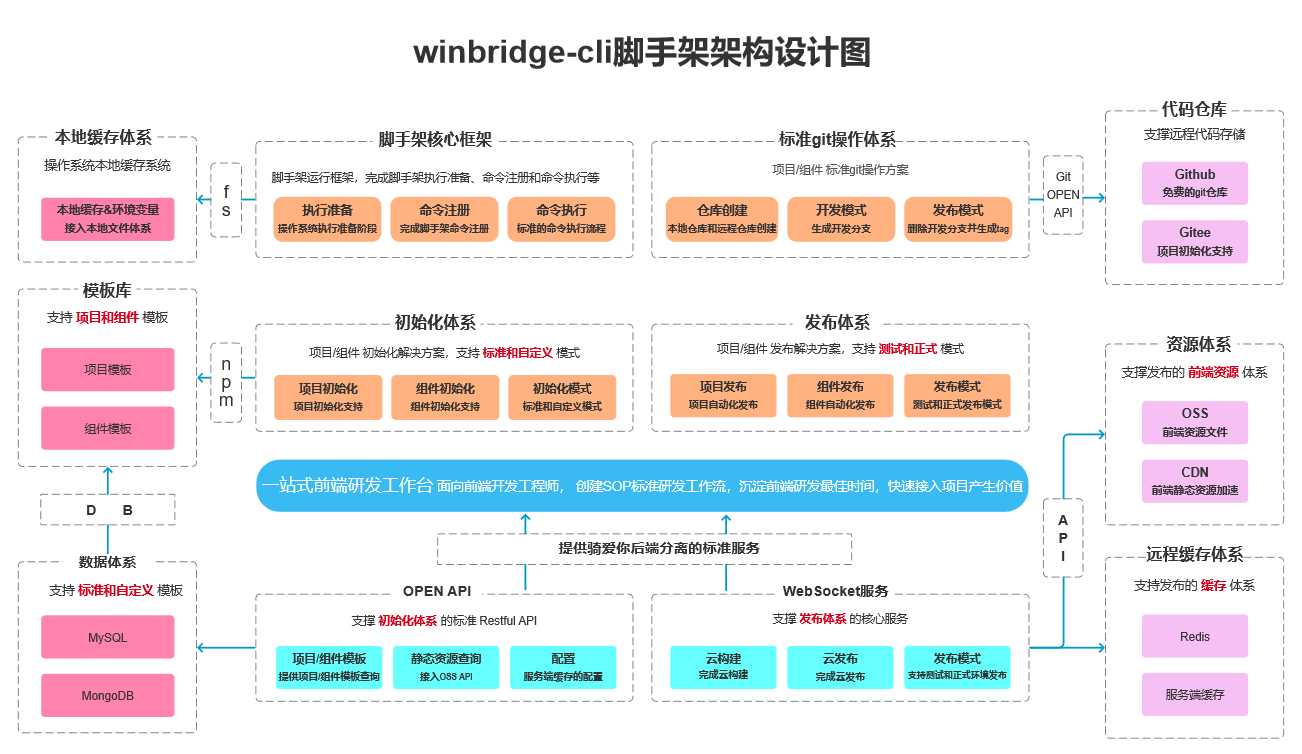 winbridge-cli脚手架架构设计图
本地缓存体系
操作系统本地缓存系统
本地缓存&环境变量
接入本地文件体系
f
s
脚手架核心框架
脚手架运行框架，完成脚手架执行准备、命令注册和命令执行等
执行准备
操作系统执行准备阶段
命令注册
完成脚手架命令注册
命令执行
标准的命令执行流程
标准git操作体系
项目/组件 标准git操作方案
仓库创建
本地仓库和远程仓库创建
开发模式
生成开发分支
发布模式
删除开发分支并生成tag
Git
OPEN
API
代码仓库
支撑远程代码存储
Github
免费的git仓库
Gitee
项目初始化支持
模板库
支持 项目和组件 模板
项目模板
组件模板
n
p
m
初始化体系
项目/组件 初始化解决方案，支持 标准和自定义 模式
项目初始化
项目初始化支持
组件初始化
组件初始化支持
初始化模式
标准和自定义模式
发布体系
项目/组件 发布解决方案，支持 测试和正式 模式
项目发布
项目自动化发布
组件发布
组件自动化发布
发布模式
测试和正式发布模式
资源体系
支撑发布的 前端资源 体系
OSS
前端资源文件
CDN
前端静态资源加速
一站式前端研发工作台 面向前端开发工程师， 创建SOP标准研发工作流，沉淀前端研发最佳时间，快速接入项目产生价值
D B
提供骑爱你后端分离的标准服务
A
P
I
数据体系
支持 标准和自定义 模板
MySQL
MongoDB
OPEN API
支撑 初始化体系 的标准 Restful API
项目/组件模板
提供项目/组件模板查询
静态资源查询
接入OSS API
配置
服务端缓存的配置
WebSocket服务
支撑 发布体系 的核心服务
云构建
完成云构建
云发布
完成云发布
发布模式
支持测试和正式环境发布
远程缓存体系
支持发布的 缓存 体系
Redis
服务端缓存